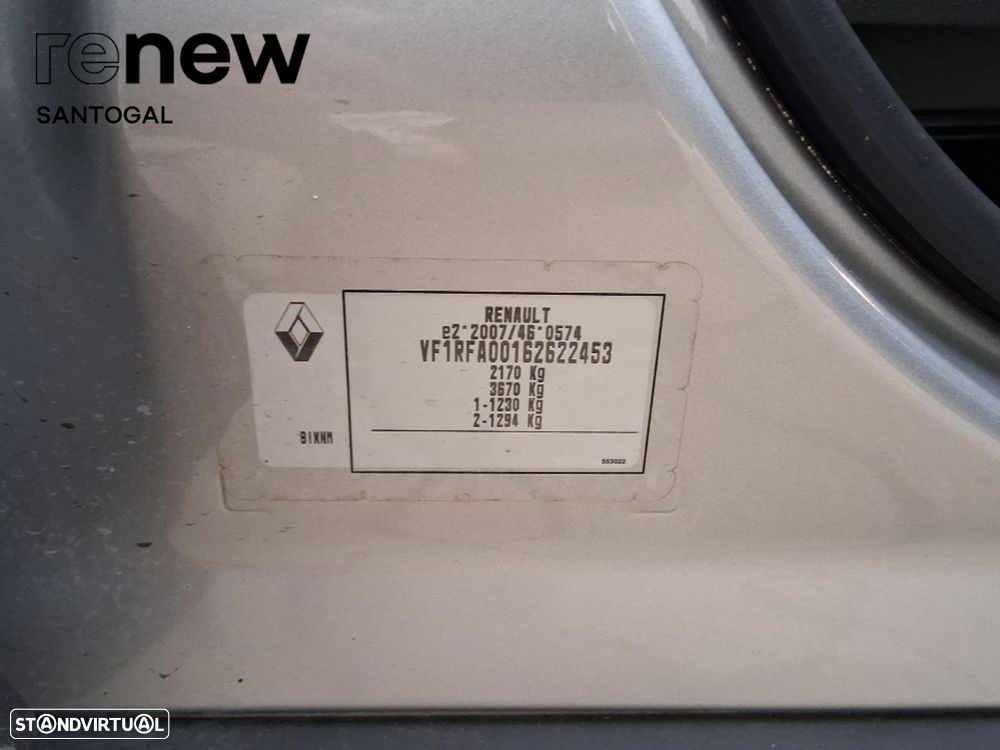 renew
SANTOGAL
RENAULT
e2*2007/46*0574
VF1RFA00162622453
2170 Kg
3670 Kg
1-1230 Kg
2-1294 Kg
BIXNM
553022
STANDVIRTUAL